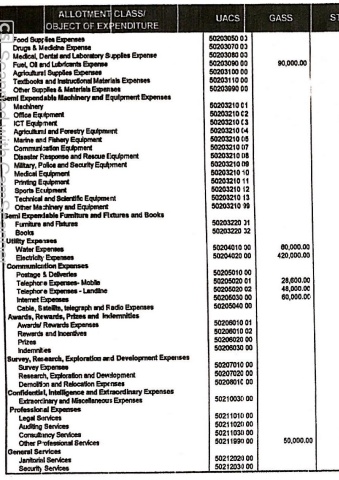 ALLOTMENT CLASS/ OBJECT OF EXPENDITURE UACS GASS ST
Food Supplies Expenses 50203050 00
Drugs & Medicine Expense 50203070 00
Medical, Dental and Laboratory Supplies Expense 50203080 00
Fuel, Oil and Lubricants Expense 50203090 00 90,000.00
Agricultural Supplies Expenses 50203100 00
Textbooks and Instructional Materials Expenses 50203110 00
Other Supplies & Materials Expenses 50203990 00
Semi Expendable Machinery and Equipment Expenses
Machinery 50203210 01
Office Equipment 50203210 02
ICT Equipment 50203210 03
Agricultural and Forestry Equipment 50203210 04
Marine and Fishery Equipment 50203210 05
Communication Equipment 50203210 07
Disaster Response and Rescue Equipment 50203210 08
Military, Police and Security Equipment 50203210 09
Medical Equipment 50203210 10
Printing Equipment 50203210 11
Sports Equipment 50203210 12
Technical and Scientific Equipment 50203210 13
Other Machinery and Equipment 50203210 99
Semi Expendable Furniture and Fixtures and Books
Furniture and Fixtures 50203220 01
Books 50203220 02
Utility Expenses
Water Expenses 50204010 00 80,000.00
Electricity Expenses 50204020 00 420,000.00
Communication Expenses
Postage & Deliveries 50205010 00
Telephone Expenses- Mobile 50205020 01 28,600.00
Telephone Expenses - Landline 50205020 02 48,000.00
Internet Expenses 50205030 00 60,000.00
Cable, Satellite, telegraph and Radio Expenses 50205040 00
Awards, Rewards, Prizes and Indemnities
Awards/ Rewards Expenses 50206010 01
Rewards and Incentives 50206010 02
Prizes 50206020 00
Indemnities 50206030 00
Survey, Research, Exploration and Development Expenses
Survey Expenses 50207010 00
Research, Exploration and Development 50207020 00
Demolition and Relocation Expenses 50208010 00
Confidential, Intelligence and Extraordinary Expenses
Extraordinary and Miscellaneous Expenses 50210030 00
Professional Expenses
Legal Services 50211010 00
Auditing Services 50211020 00
Consultancy Services 50211030 00
Other Professional Services 50211990 00 50,000.00
General Services
Janitorial Services 50212020 00
Security Services 50212030 00